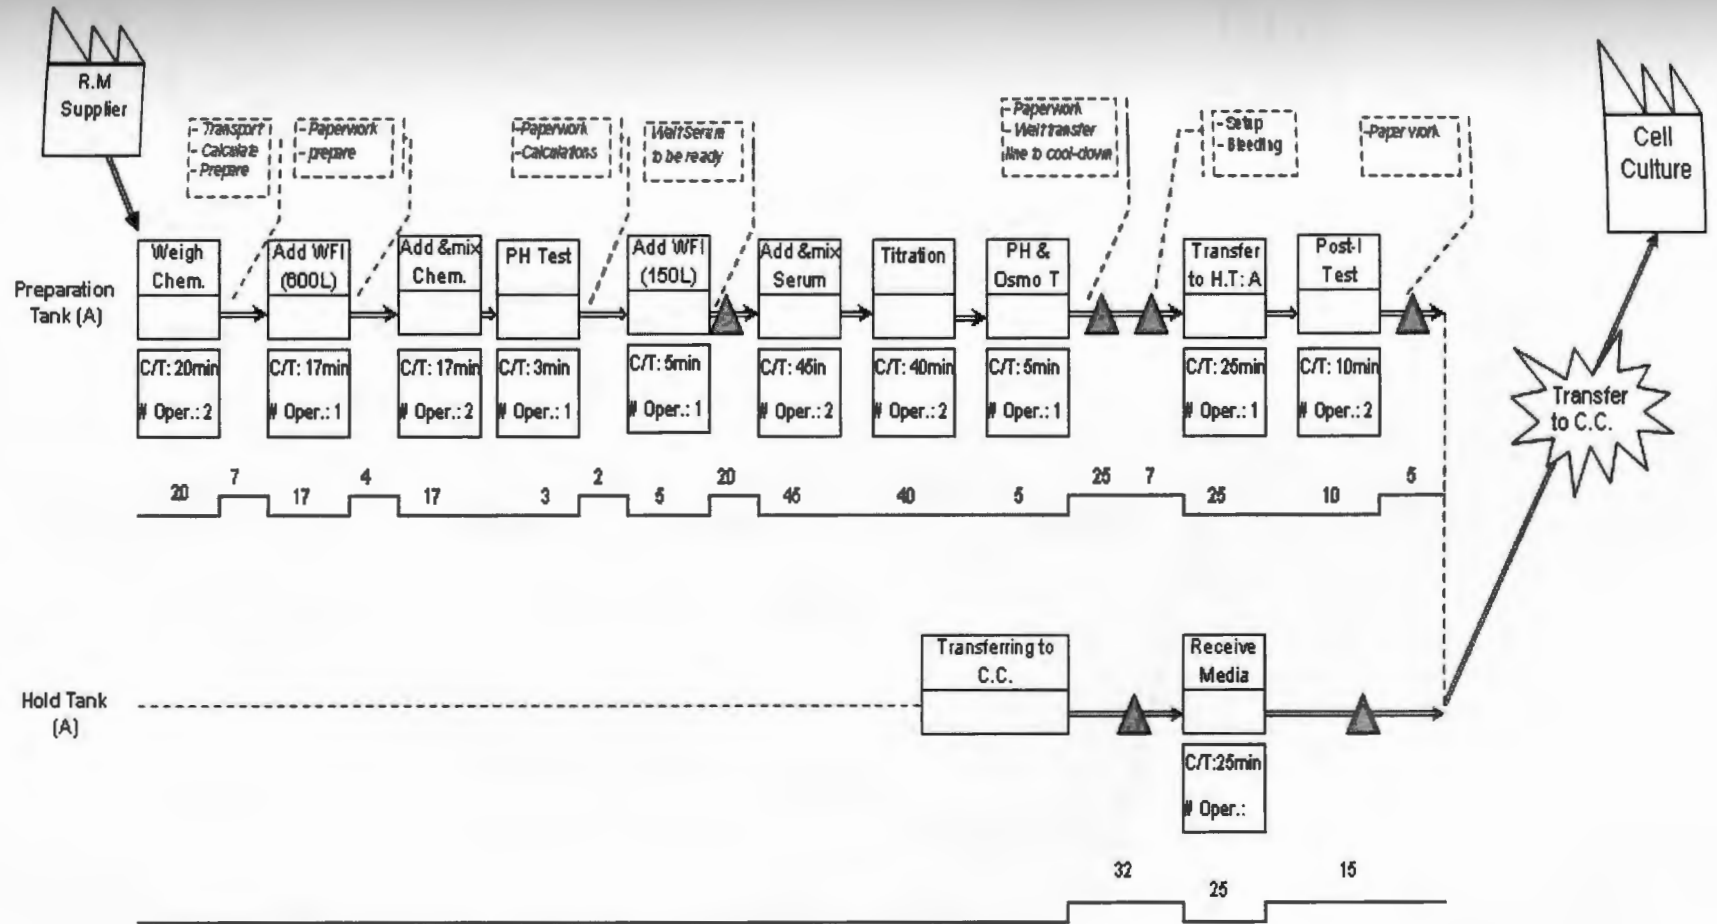 R.M
Supplier
- Transport
- Calculate
- Prepare
- Paperwork
- prepare
-Paperwork
-Calculations
Wait Serum
to be ready
- Paperwork
- Wait transfer
line to cool-down
- Setup
- Bleeding
-Paper work
Cell
Culture
Preparation
Tank (A)
Weigh
Chem.
Add WFI
(600L)
Add &mix
Chem.
PH Test
Add WFI
(150L)
Add &mix
Serum
Titration
PH &
Osmo T
Transfer
to H.T: A
Post-I
Test
C/T: 20min
# Oper.: 2
C/T: 17min
# Oper.: 1
C/T: 17min
# Oper.: 2
C/T: 3min
# Oper.: 1
C/T: 5min
# Oper.: 1
C/T: 45in
# Oper.: 2
C/T: 40min
# Oper.: 2
C/T: 5min
# Oper.: 1
C/T: 25min
# Oper.: 1
C/T: 10min
# Oper.: 2
Transfer
to C.C.
20
7
17
4
17
3
2
5
20
45
40
5
25
7
25
10
5
Hold Tank
(A)
Transferring to
C.C.
Receive
Media
C/T:25min
# Oper.:
32
25
15